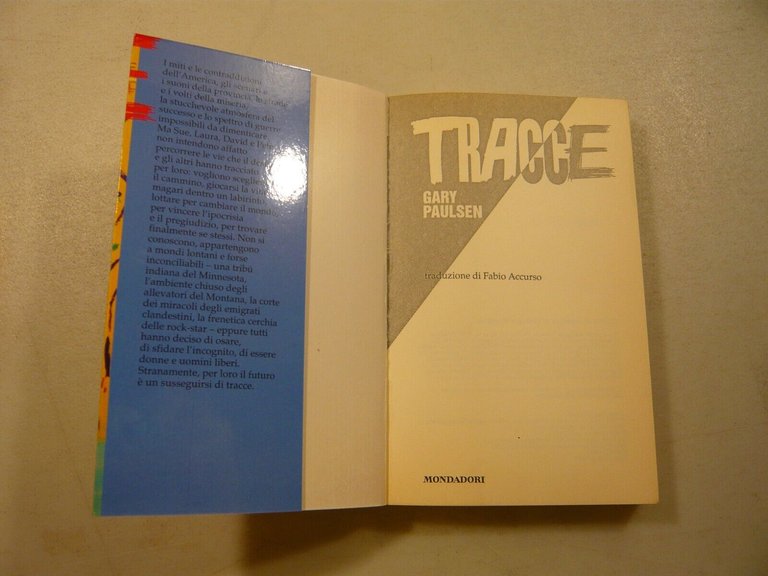 I miti e le contraddizioni
dell'America, gli scenari e
i suoni della provincia, le strade
e i volti della miseria,
la stucchevole atmosfera del
successo e lo spettro di guerre
impossibili da dimenticare.
Ma Sue, Laura, David e
non intendono affatto
percorrere le vie che il
e gli altri hanno tracciato
per loro: vogliono scegliere
il cammino, giocarsi la vita
magari dentro un labirinto,
lottare per cambiare il mondo,
per vincere l'ipocrisia
e il pregiudizio, per trovare
finalmente se stessi. Non si
conoscono, appartengono
a mondi lontani e forse
inconciliabili – una tribù
indiana del Minnesota,
l'ambiente chiuso degli
allevatori del Montana, la corte
dei miracoli degli emigrati
clandestini, la frenetica cerchia
delle rock-star – eppure tutti
hanno deciso di osare,
di sfidare l'incognito, di essere
donne e uomini liberi.
Stranamente, per loro il futuro
è un susseguirsi di tracce.
TRACCE
GARY
PAULSEN
traduzione di Fabio Accurso
MONDADORI